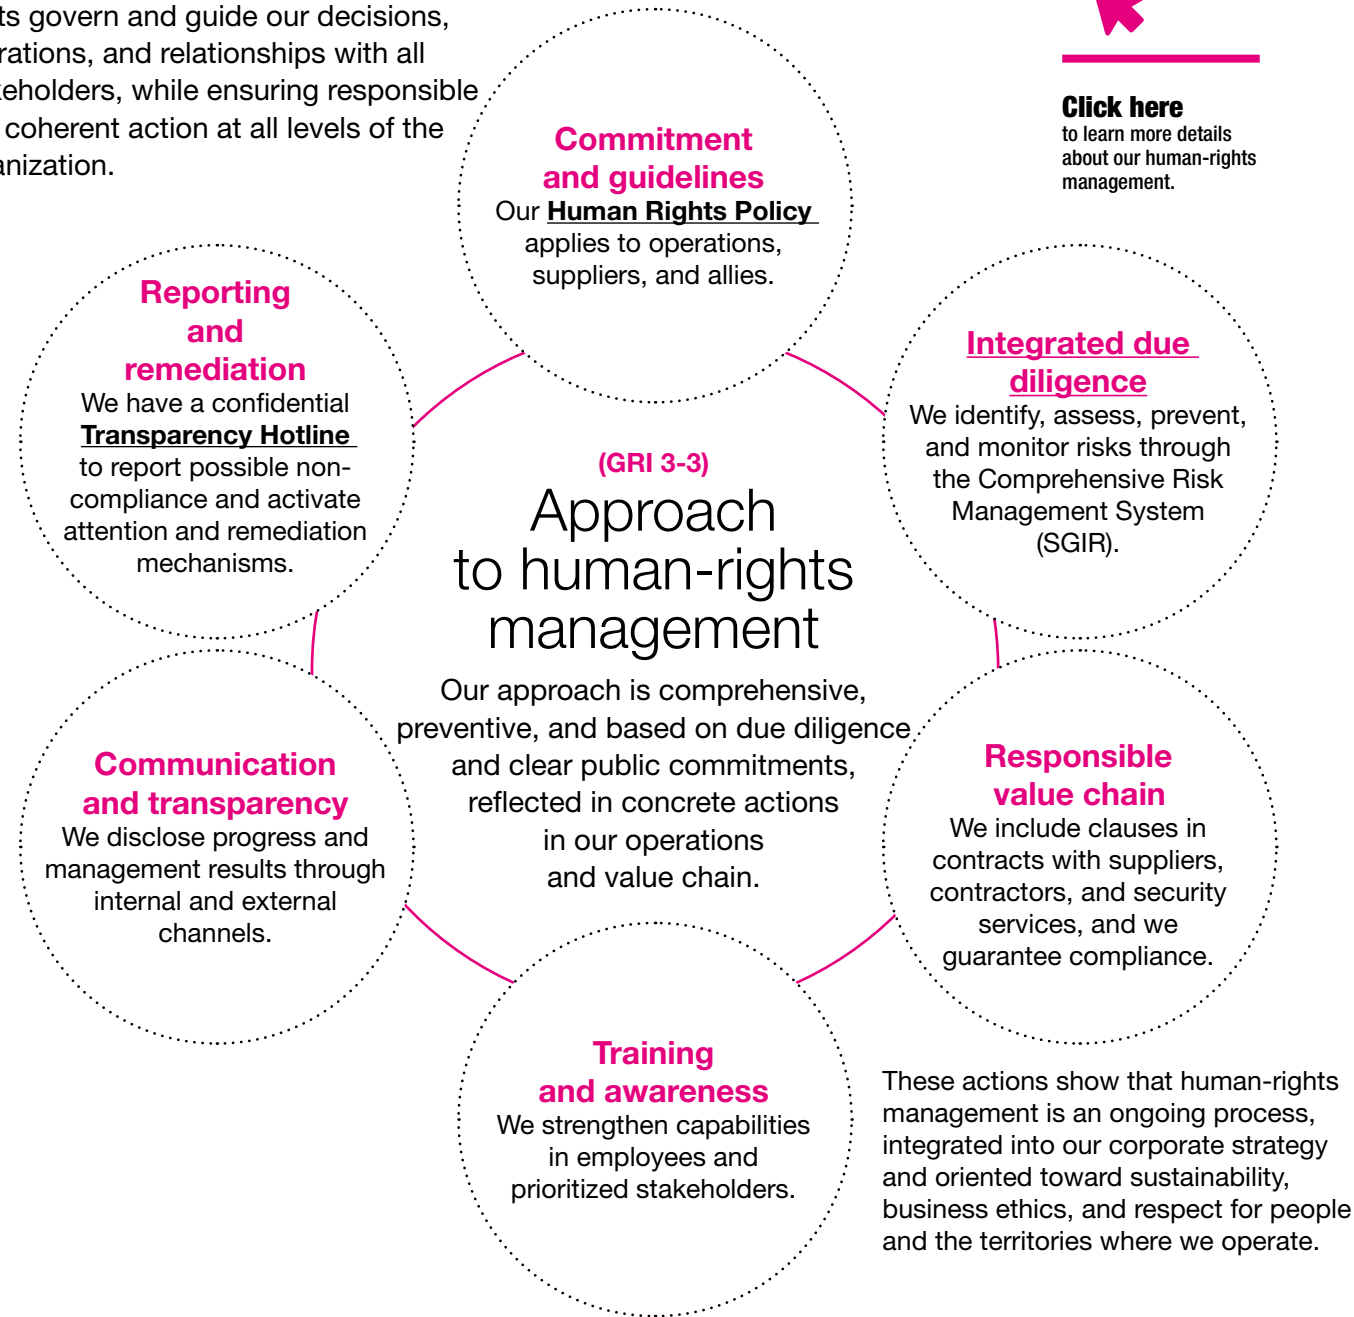 ts govern and guide our decisions,
rations, and relationships with all
keholders, while ensuring responsible
coherent action at all levels of the
anization.
Click here
to learn more details
about our human-rights
management.
Commitment
and guidelines
Our Human Rights Policy
applies to operations,
suppliers, and allies.
Integrated due
diligence
We identify, assess, prevent,
and monitor risks through
the Comprehensive Risk
Management System
(SGIR).
Responsible
value chain
We include clauses in
contracts with suppliers,
contractors, and security
services, and we
guarantee compliance.
Training
and awareness
We strengthen capabilities
in employees and
prioritized stakeholders.
Communication
and transparency
We disclose progress and
management results through
internal and external
channels.
Reporting
and
remediation
We have a confidential
Transparency Hotline
to report possible non-
compliance and activate
attention and remediation
mechanisms.
(GRI 3-3)
Approach
to human-rights
management
Our approach is comprehensive,
preventive, and based on due diligence
and clear public commitments,
reflected in concrete actions
in our operations
and value chain.
These actions show that human-rights
management is an ongoing process,
integrated into our corporate strategy
and oriented toward sustainability,
business ethics, and respect for people
and the territories where we operate.